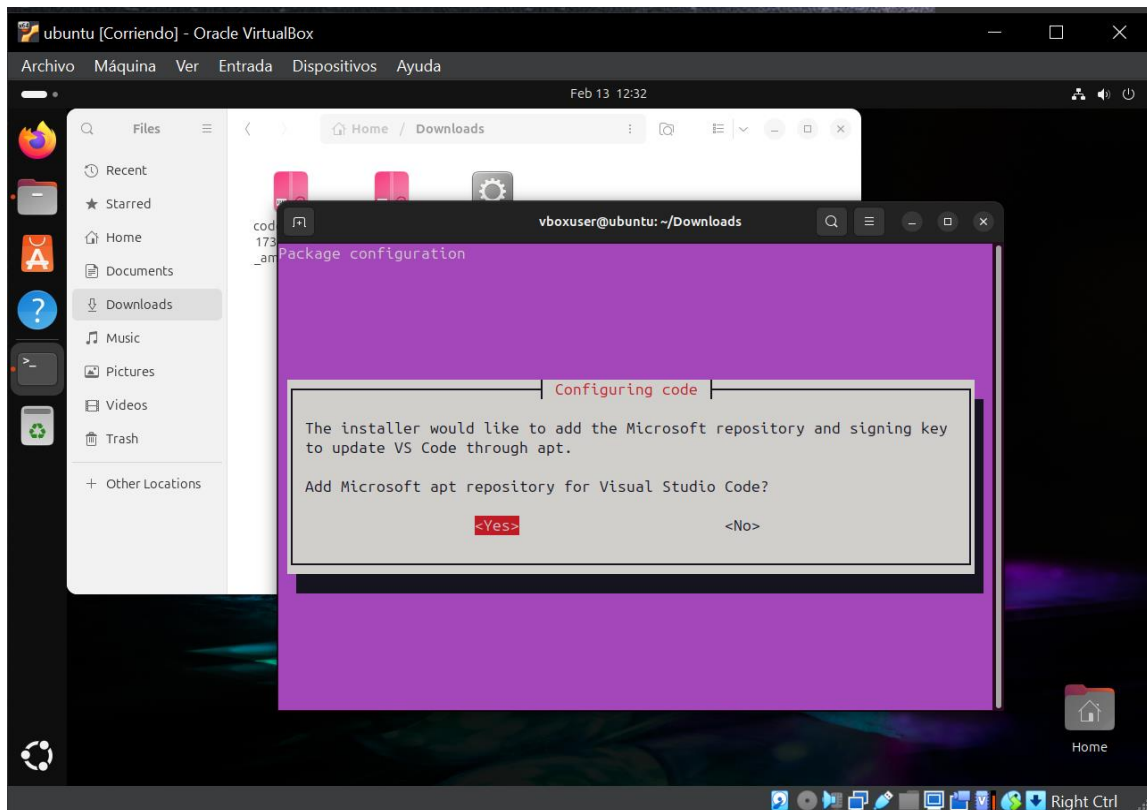 ubuntu [Corriendo] - Oracle VirtualBox
Archivo Máquina Ver Entrada Dispositivos Ayuda
Feb 13 12:32
Files
Home / Downloads
Recent
Starred
Home
Documents
Downloads
Music
Pictures
Videos
Trash
+ Other Locations
cod
173
_am
vboxuser@ubuntu: ~/Downloads
Package configuration
Configuring code
The installer would like to add the Microsoft repository and signing key
to update VS Code through apt.
Add Microsoft apt repository for Visual Studio Code?
<Yes> <No>
Home
Right Ctrl